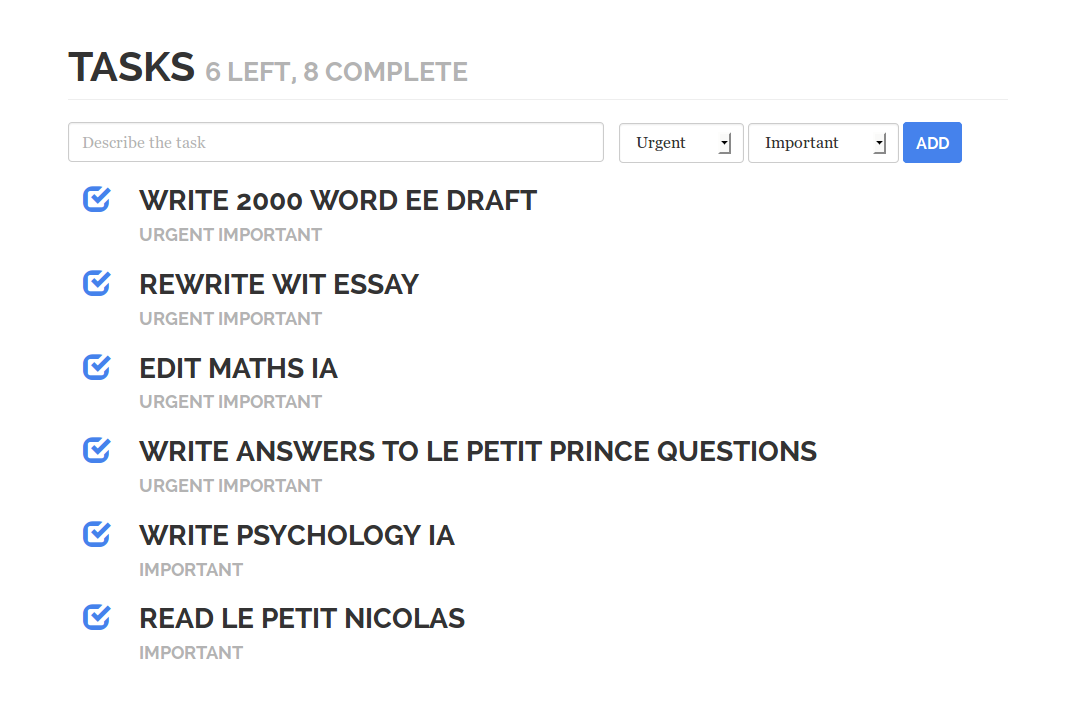 TASKS 6 LEFT, 8 COMPLETE
Describe the task Urgent Important ADD
WRITE 2000 WORD EE DRAFT
URGENT IMPORTANT
REWRITE WIT ESSAY
URGENT IMPORTANT
EDIT MATHS IA
URGENT IMPORTANT
WRITE ANSWERS TO LE PETIT PRINCE QUESTIONS
URGENT IMPORTANT
WRITE PSYCHOLOGY IA
IMPORTANT
READ LE PETIT NICOLAS
IMPORTANT